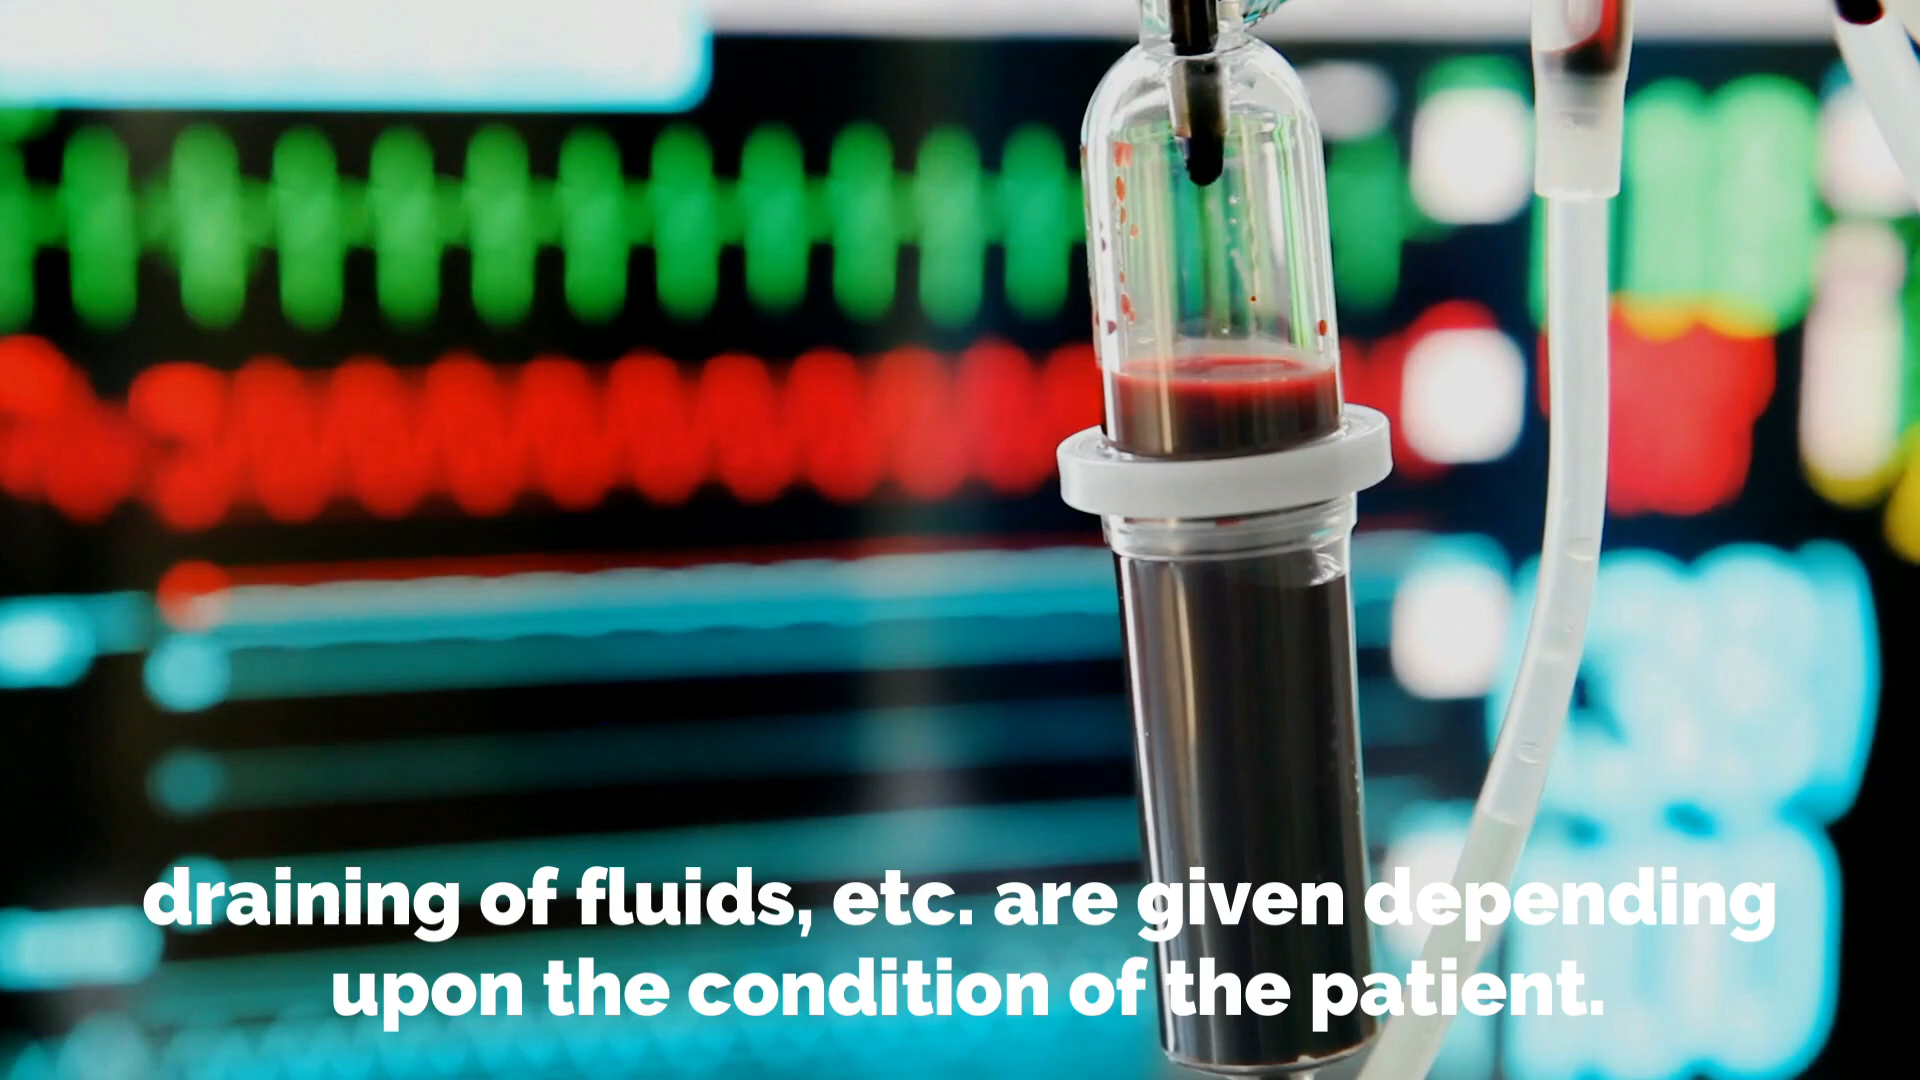 draining of fluids, etc. are given depending
upon the condition of the patient.